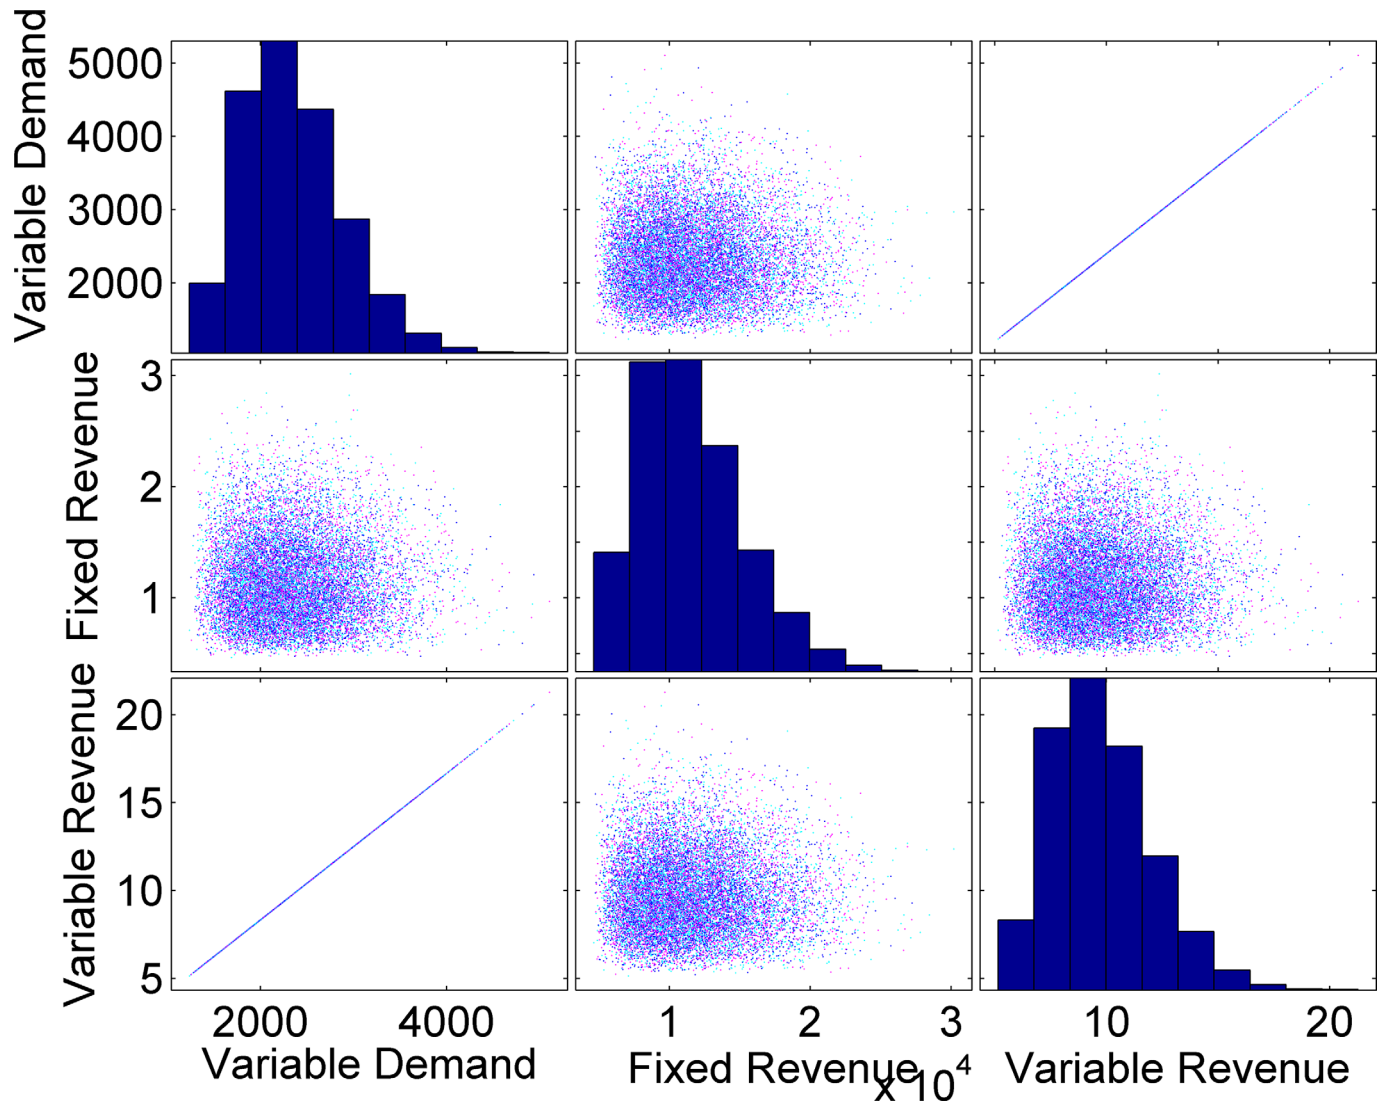 Variable Demand
5000
4000
3000
2000
Fixed Revenue
3
2
1
Variable Revenue
20
15
10
5
2000 4000
1 2 3
10 20
Variable Demand
Fixed Revenue
x 10^4
Variable Revenue